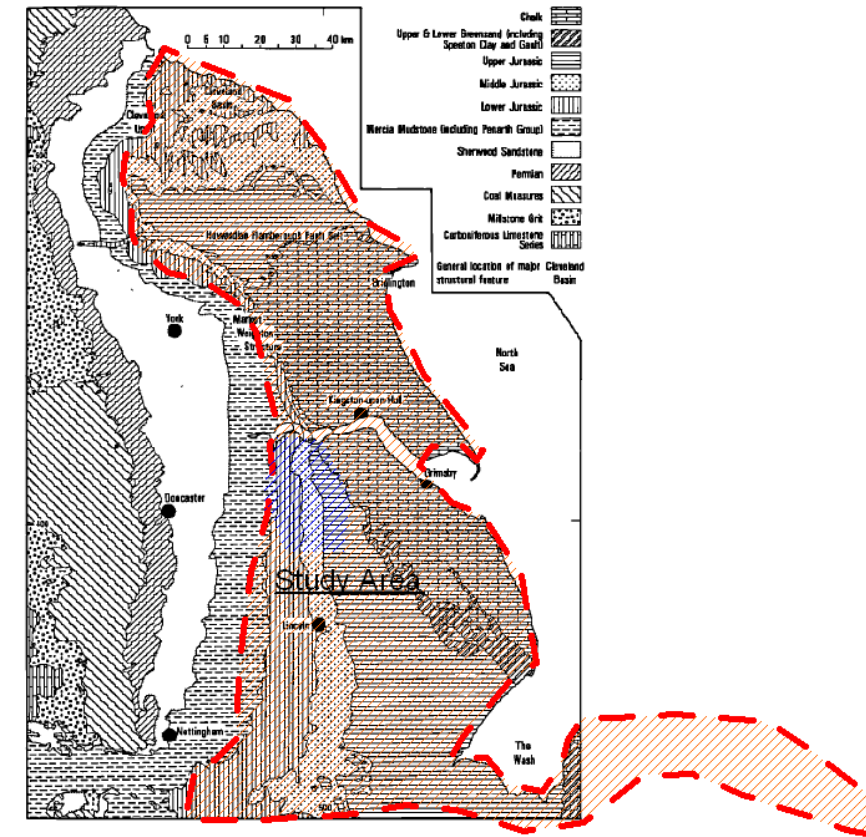 0 5 10 20 30 40 km
Chalk
Upper & Lower Greensand (including
Speeton Clay and Gault)
Upper Jurassic
Middle Jurassic
Lower Jurassic
Mercia Mudstone (including Penarth Group)
Sherwood Sandstone
Permian
Coal Measures
Millstone Grit
Carboniferous Limestone
Series
General location of major
structural feature
Cleveland
Basin
Cleveland
Basin
Howardian Flamborough Fault Belt
Bridlington
York
Market
Weighton
Structure
North
Sea
Kingston-upon-Hull
Grimsby
Doncaster
Study Area
Lincoln
Nottingham
The
Wash